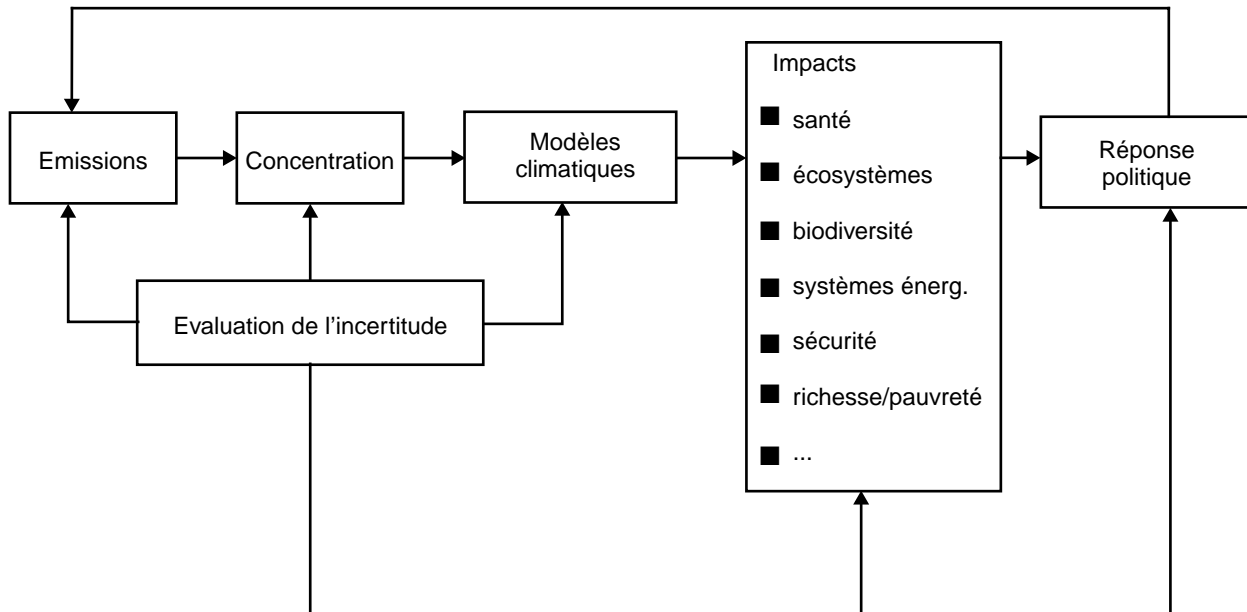 Emissions
Concentration
Modèles
climatiques
Impacts
■ santé
■ écosystèmes
■ biodiversité
■ systèmes énerg.
■ sécurité
■ richesse/pauvreté
■ ...
Réponse
politique
Evaluation de l’incertitude